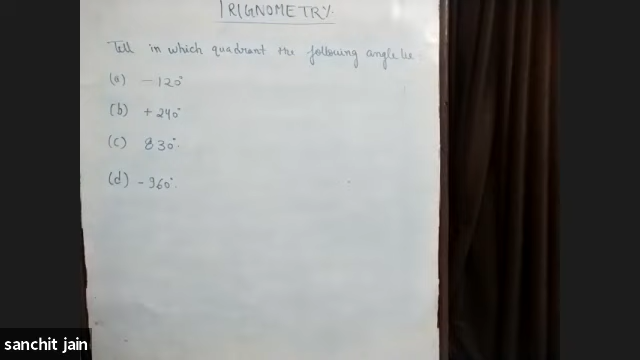 TRIGNOMETRY.
Tell in which quadrant the following angle lie.
(a) -120°
(b) +240°
(c) 830°.
(d) -960°.
sanchit jain